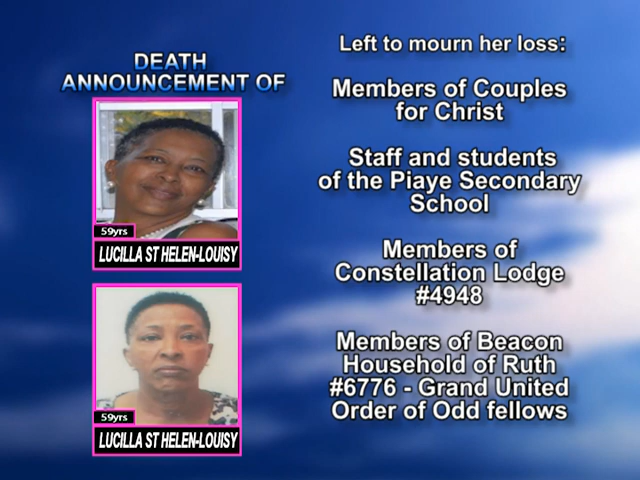 DEATH
ANNOUNCEMENT OF
59yrs
LUCILLA ST HELEN-LOUISY
59yrs
LUCILLA ST HELEN-LOUISY
Left to mourn her loss:
Members of Couples
for Christ
Staff and students
of the Piaye Secondary
School
Members of
Constellation Lodge
#4948
Members of Beacon
Household of Ruth
#6776 - Grand United
Order of Odd fellows